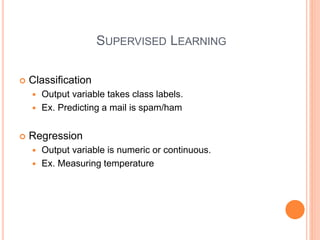 Supervised Learning
Classification
Output variable takes class labels.
Ex. Predicting a mail is spam/ham
Regression
Output variable is numeric or continuous.
Ex. Measuring temperature